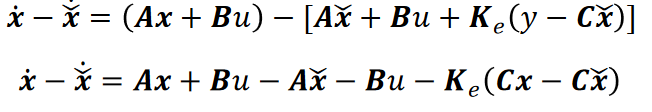 ẋ − x̌̇ = (Ax + Bu) − [Ax̌ + Bu + Kₑ(y − Cx̌)]
ẋ − x̌̇ = Ax + Bu − Ax̌ − Bu − Kₑ(Cx − Cx̌)